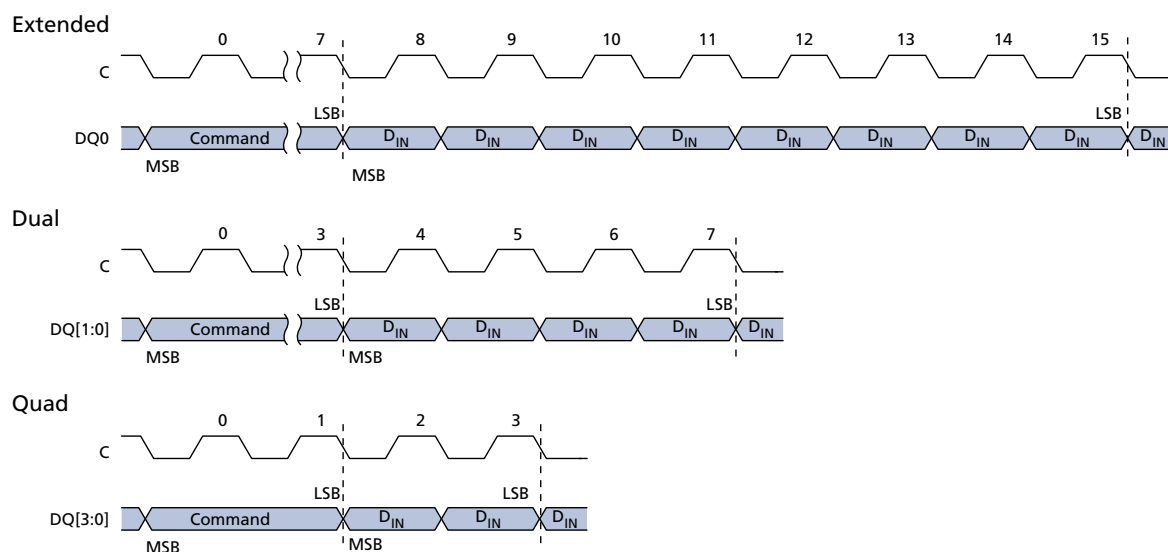 Extended
0 7 8 9 10 11 12 13 14 15
C
LSB LSB
DQ0 Command DIN DIN DIN DIN DIN DIN DIN DIN DIN
MSB MSB
Dual
0 3 4 5 6 7
C
LSB LSB
DQ[1:0] Command DIN DIN DIN DIN DIN
MSB MSB
Quad
0 1 2 3
C
LSB LSB
DQ[3:0] Command DIN DIN DIN
MSB MSB